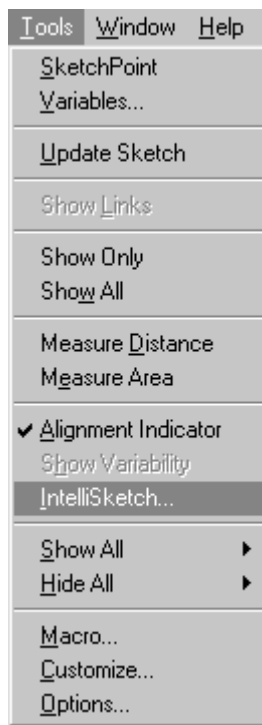 Tools Window Help
SketchPoint
Variables...
Update Sketch
Show Links
Show Only
Show All
Measure Distance
Measure Area
Alignment Indicator
Show Variability
IntelliSketch...
Show All
Hide All
Macro...
Customize...
Options...